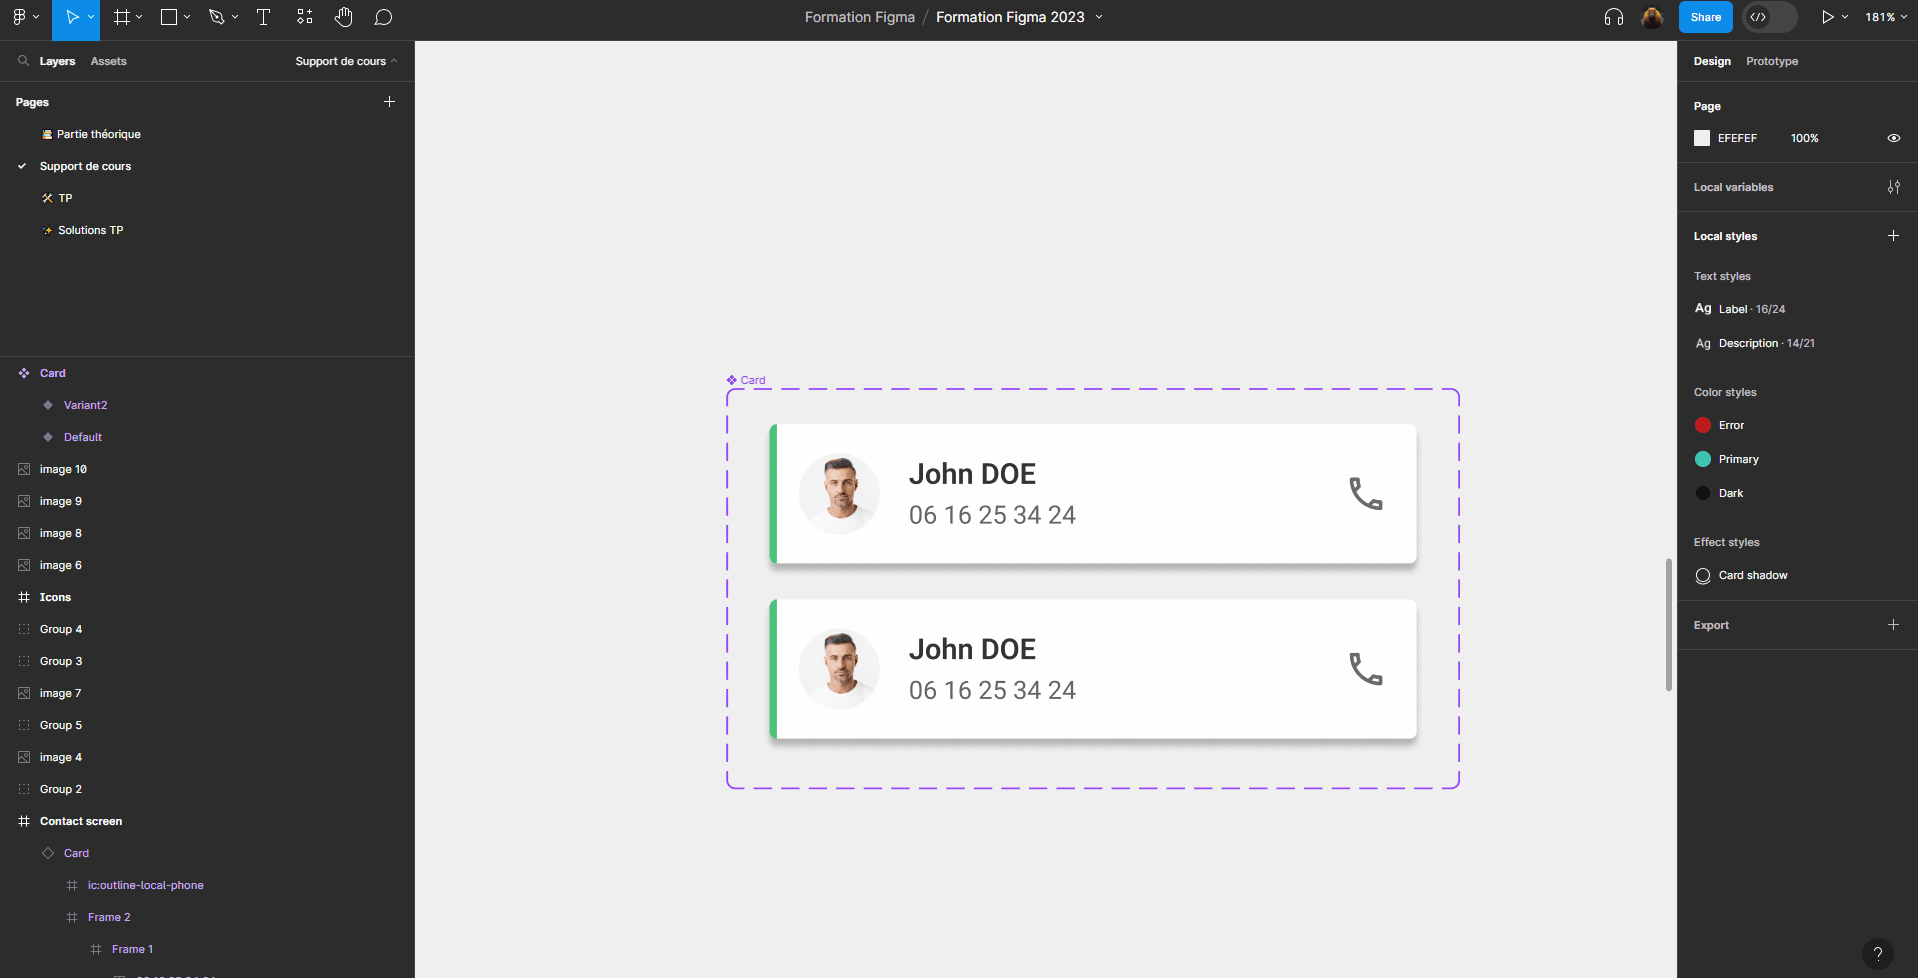 Formation Figma / Formation Figma 2023
Share
181%
Layers
Assets
Support de cours
Pages
Partie théorique
Support de cours
TP
Solutions TP
Card
Variant2
Default
image 10
image 9
image 8
image 6
Icons
Group 4
Group 3
image 7
Group 5
image 4
Group 2
Contact screen
Card
ic:outline-local-phone
Frame 2
Frame 1
Card
John DOE
06 16 25 34 24
John DOE
06 16 25 34 24
Design
Prototype
Page
EFEFEF
100%
Local variables
Local styles
Text styles
Ag Label · 16/24
Ag Description · 14/21
Color styles
Error
Primary
Dark
Effect styles
Card shadow
Export
?